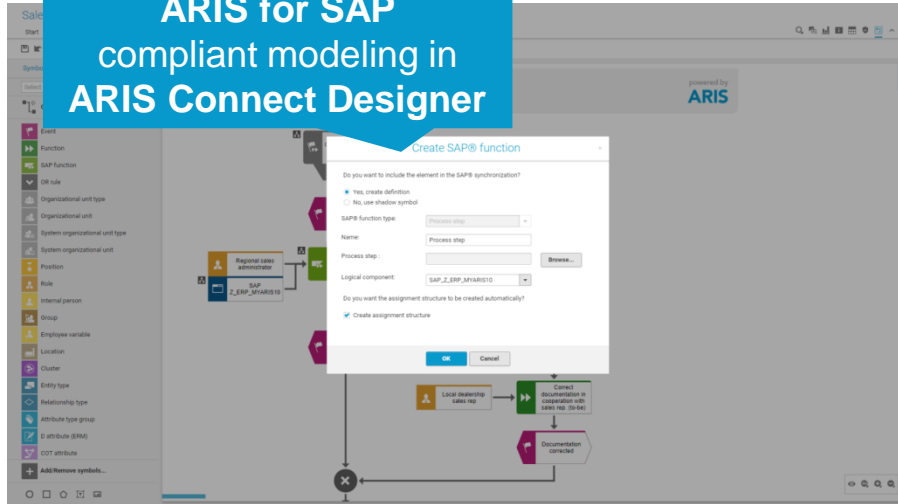 ARIS for SAP
compliant modeling in
ARIS Connect Designer
Sale
Start
powered by
ARIS
Event
Function
SAP function
OR rule
Organizational unit type
Organizational unit
System organizational unit type
System organizational unit
Position
Role
Internal person
Group
Employee variable
Location
Cluster
Entity type
Relationship type
Attribute type group
D attribute (ERM)
COT attribute
Add/Remove symbols...
Regional sales
administrator
SAP
Z_ERP_MYARIS10
Create SAP® function
Do you want to include the element in the SAP® synchronization?
Yes, create definition
No, use shadow symbol
SAP® function type:
Process step
Name:
Process step
Process step :
Browse...
Logical component:
SAP_Z_ERP_MYARIS10
Do you want the assignment structure to be created automatically?
Create assignment structure
OK
Cancel
Local dealership
sales rep
Correct
documentation in
cooperation with
sales rep. (to-be)
Documentation
corrected